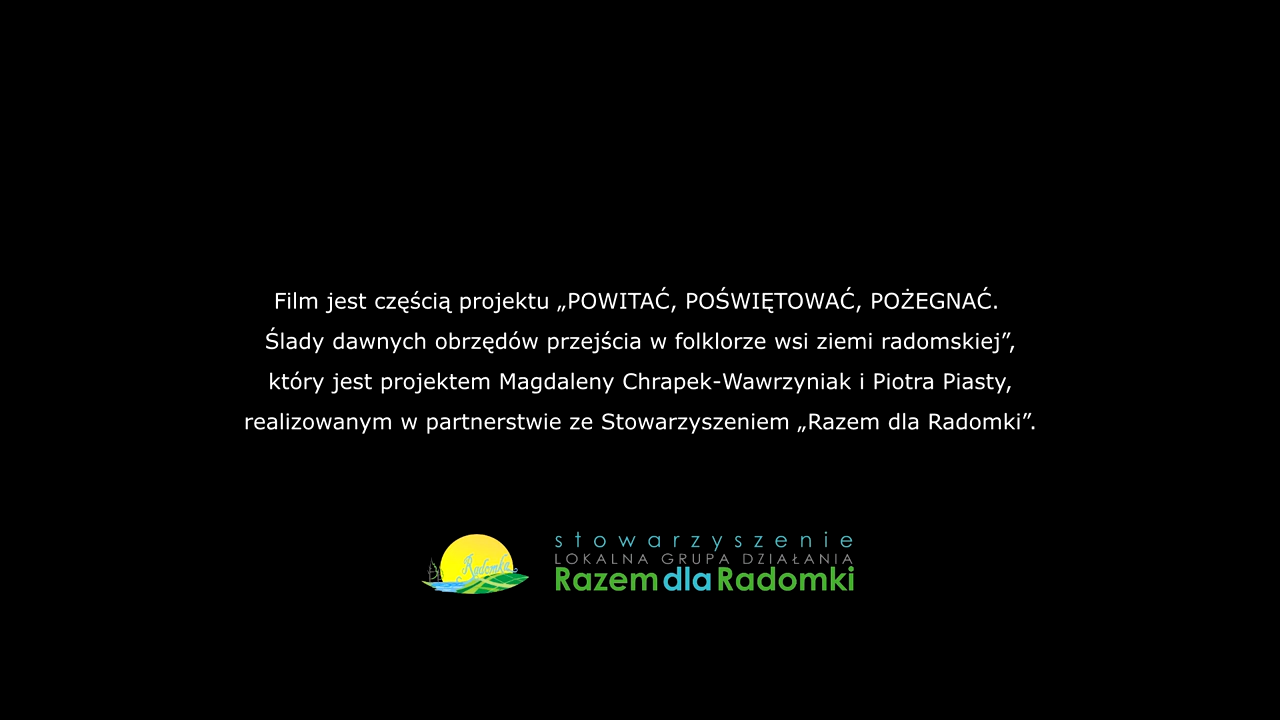 Film jest częścią projektu „POWITAĆ, POŚWIĘTOWAĆ, POŻEGNAĆ.
Ślady dawnych obrzędów przejścia w folklorze wsi ziemi radomskiej”,
który jest projektem Magdaleny Chrapek-Wawrzyniak i Piotra Piasty,
realizowanym w partnerstwie ze Stowarzyszeniem „Razem dla Radomki”.
Radomka
stowarzyszenie
LOKALNA GRUPA DZIAŁANIA
Razem dla Radomki